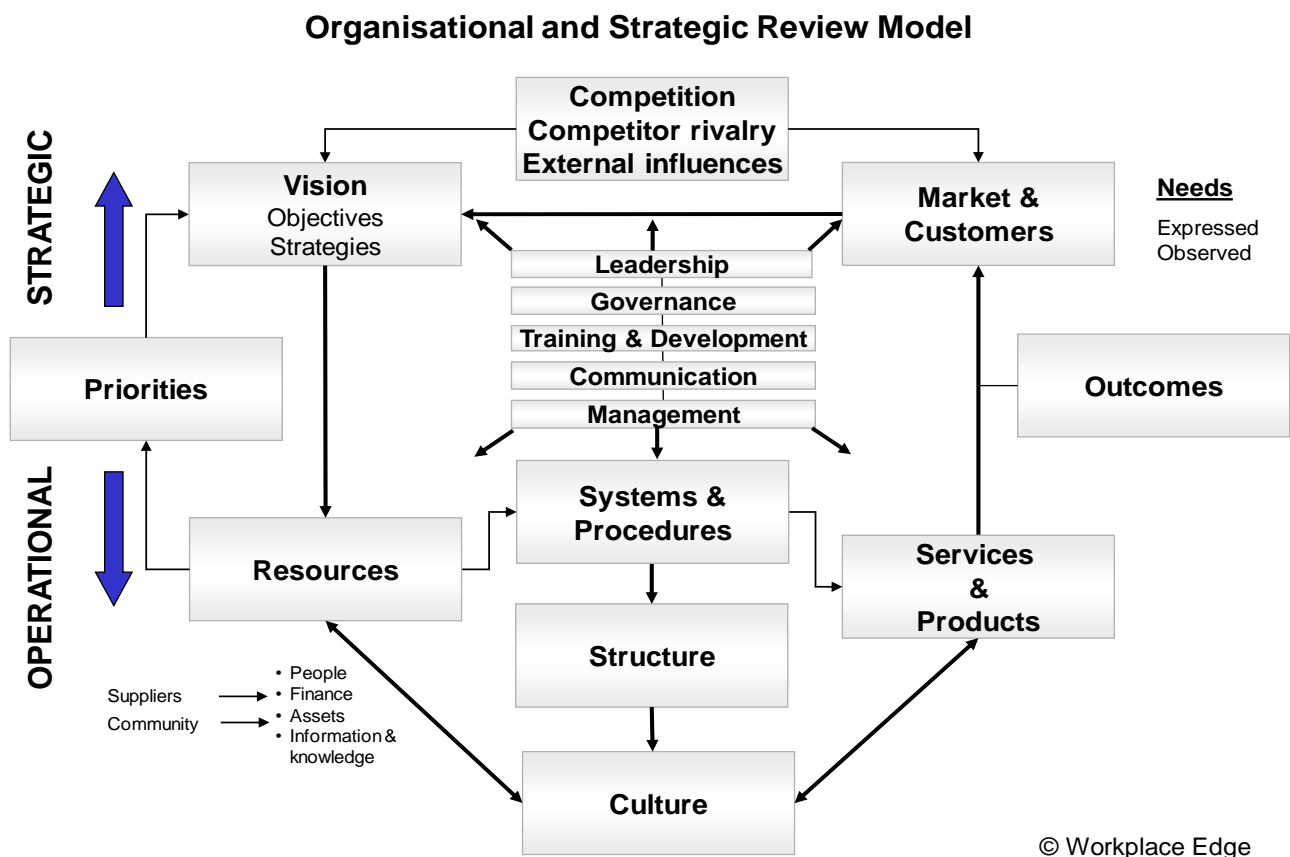 Organisational and Strategic Review Model
Competition
Competitor rivalry
External influences
STRATEGIC
Vision
Objectives
Strategies
Market &
Customers
Needs
Expressed
Observed
Leadership
Governance
Training & Development
Communication
Management
Priorities
Outcomes
OPERATIONAL
Systems &
Procedures
Resources
Services
&
Products
Structure
Suppliers
Community
• People
• Finance
• Assets
• Information &
knowledge
Culture
© Workplace Edge